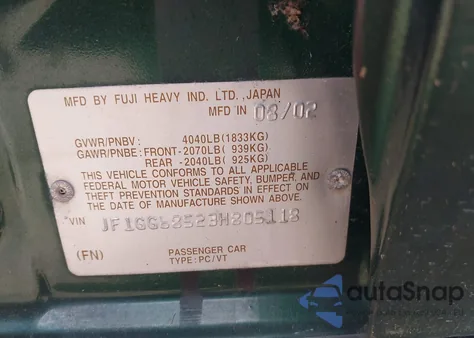 MFD BY FUJI HEAVY IND. LTD.,JAPAN
MFD IN 08/02
GVWR/PNBV : 4040LB(1833KG)
GAWR/PNBE: FRONT-2070LB( 939KG)
REAR -2040LB( 925KG)
THIS VEHICLE CONFORMS TO ALL APPLICABLE
FEDERAL MOTOR VEHICLE SAFETY, BUMPER, AND
THEFT PREVENTION STANDARDS IN EFFECT ON
THE DATE OF MANUFACTURE SHOWN ABOVE.
VIN
(FN)
PASSENGER CAR
TYPE: PC/VT
autoSnap